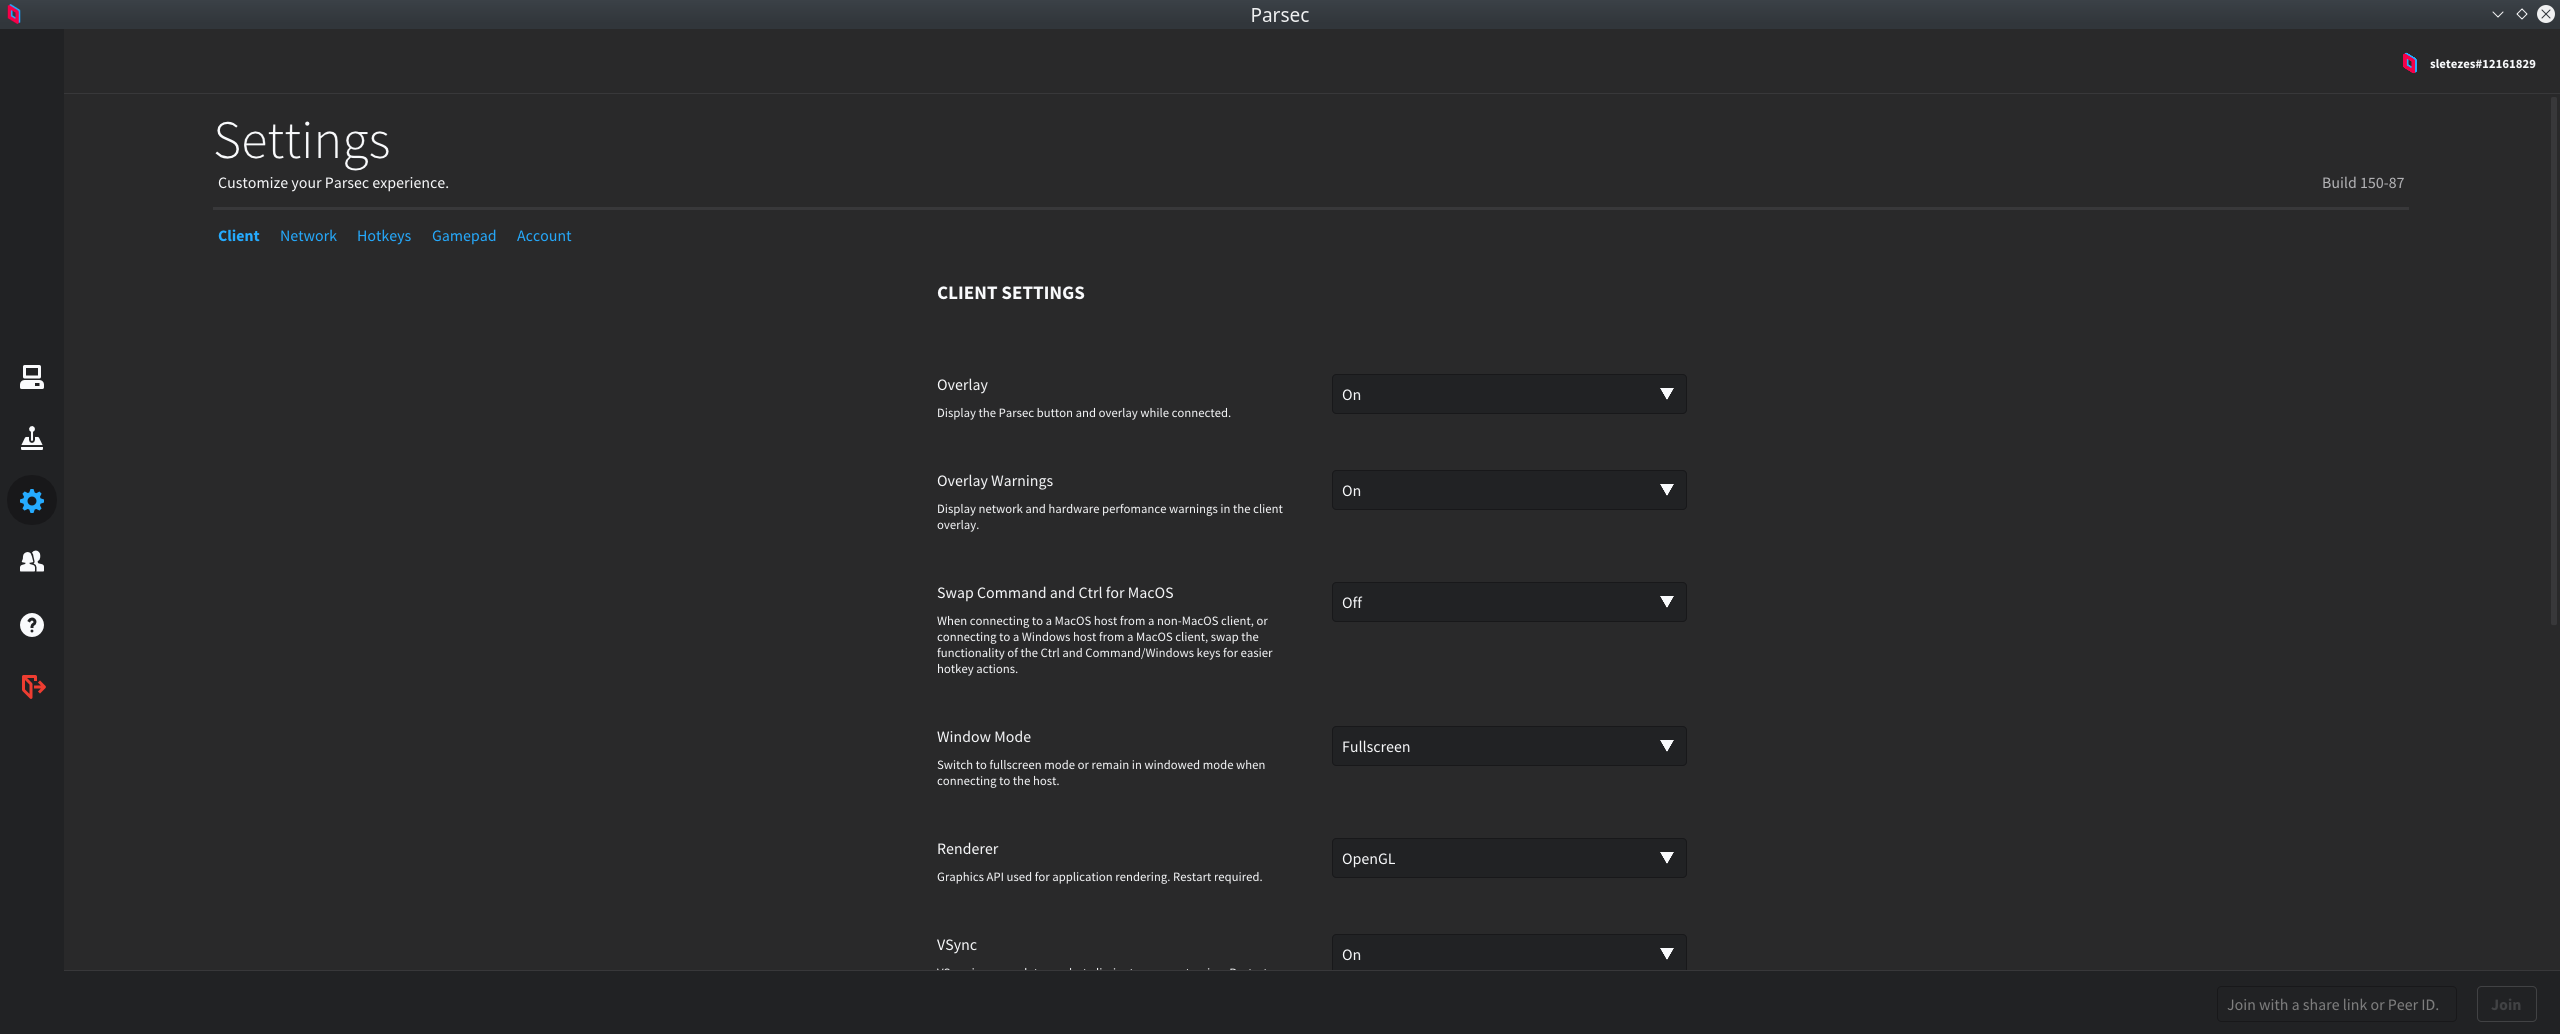 Parsec
sletezes#12161829
Settings
Customize your Parsec experience.
Build 150-87
Client Network Hotkeys Gamepad Account
CLIENT SETTINGS
Overlay
On
Display the Parsec button and overlay while connected.
Overlay Warnings
On
Display network and hardware perfomance warnings in the client
overlay.
Swap Command and Ctrl for MacOS
Off
When connecting to a MacOS host from a non-MacOS client, or
connecting to a Windows host from a MacOS client, swap the
functionality of the Ctrl and Command/Windows keys for easier
hotkey actions.
Window Mode
Fullscreen
Switch to fullscreen mode or remain in windowed mode when
connecting to the host.
Renderer
OpenGL
Graphics API used for application rendering. Restart required.
VSync
On
Join with a share link or Peer ID.
Join